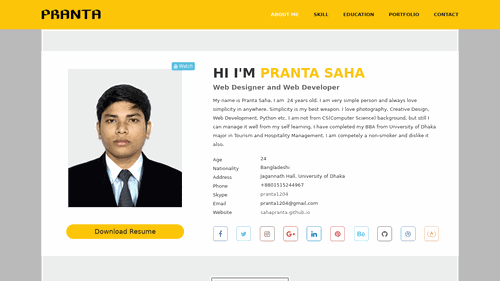 PRANTA
ABOUT ME SKILL EDUCATION PORTFOLIO CONTACT
Watch
HI I'M PRANTA SAHA
Web Designer and Web Developer
My name is Pranta Saha, I am 24 years old. I am very simple person and always love
simplicity in anywhere. Simplicity is my best weapon. I love photography, Creative Design,
Web Development, Python etc. I am not from CS(Computer Science) background, but still I
can manage it well from my self learning. I have completed my BBA from University of Dhaka
major in Tourism and Hospitality Management. I am competely a non-smoker and dislike it
also.
Age 24
Nationality Bangladeshi
Address Jagannath Hall, University of Dhaka
Phone +8801515244967
Skype pranta1204
Email pranta1204@gmail.com
Website sahapranta.github.io
Download Resume